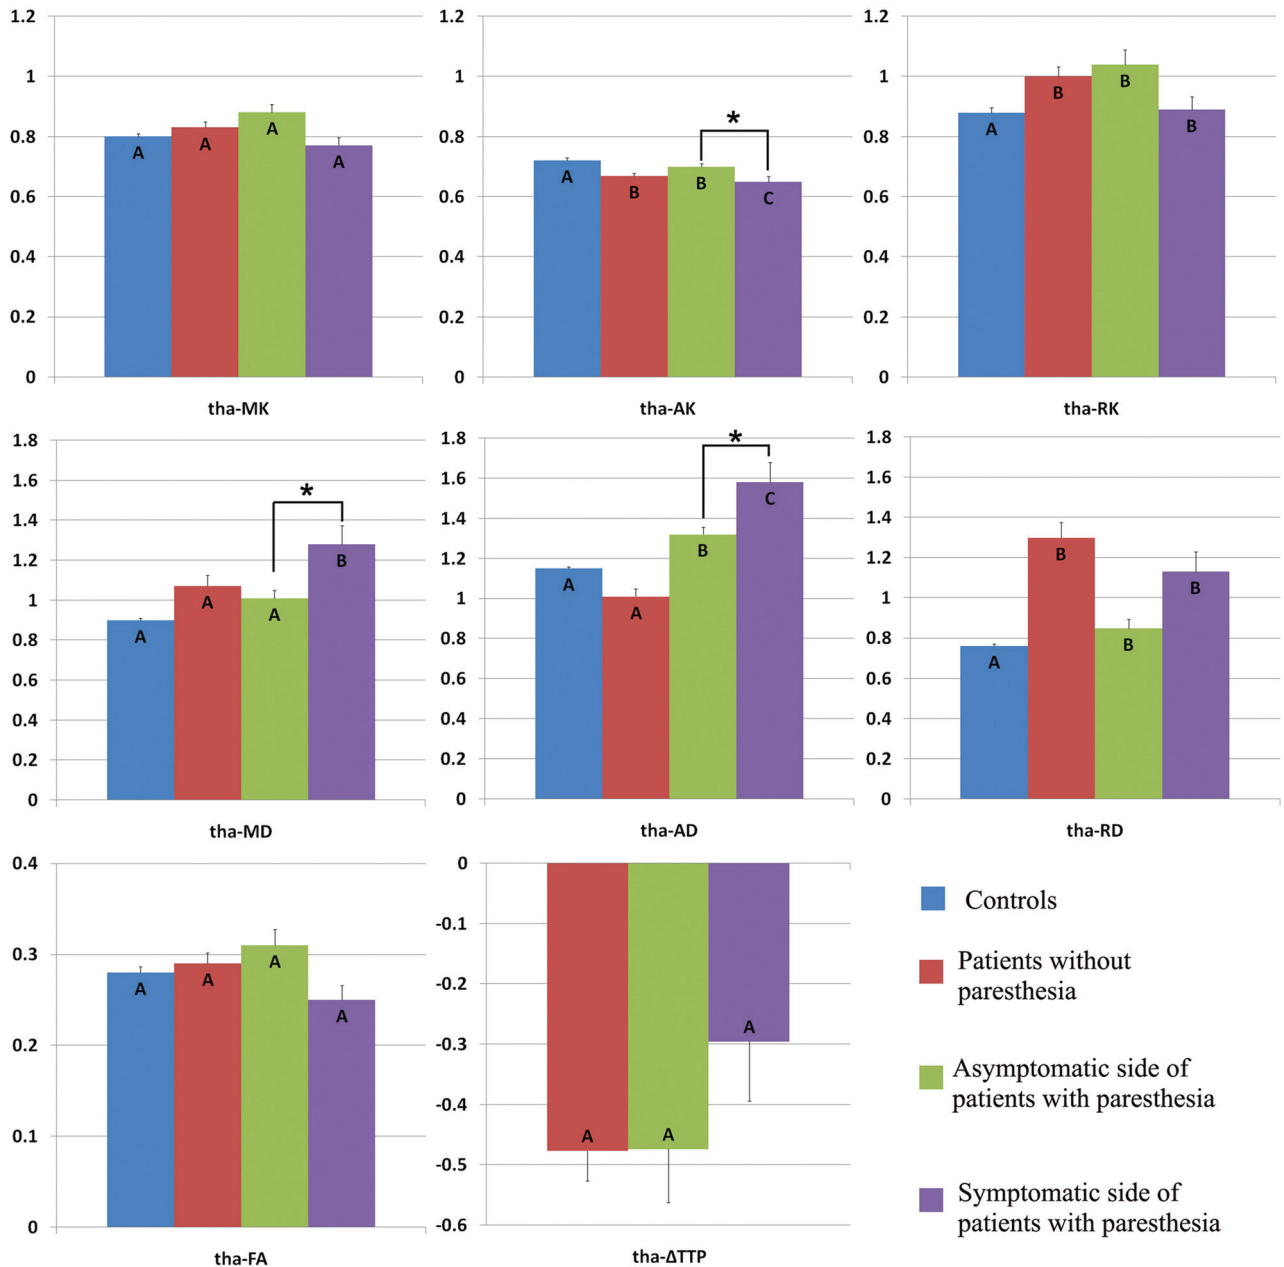 1.2
1
0.8
0.6
0.4
0.2
0
A
A
A
A
tha-MK
1.2
1
0.8
0.6
0.4
0.2
0
*
A
B
B
C
tha-AK
1.2
1
0.8
0.6
0.4
0.2
0
A
B
B
B
tha-RK
1.8
1.6
1.4
1.2
1
0.8
0.6
0.4
0.2
0
*
A
A
A
B
tha-MD
1.8
1.6
1.4
1.2
1
0.8
0.6
0.4
0.2
0
*
A
A
B
C
tha-AD
1.8
1.6
1.4
1.2
1
0.8
0.6
0.4
0.2
0
A
B
B
B
tha-RD
0.4
0.3
0.2
0.1
0
A
A
A
A
tha-FA
0
-0.1
-0.2
-0.3
-0.4
-0.5
-0.6
A
A
A
tha-ΔTTP
Controls
Patients without
paresthesia
Asymptomatic side of
patients with paresthesia
Symptomatic side of
patients with paresthesia